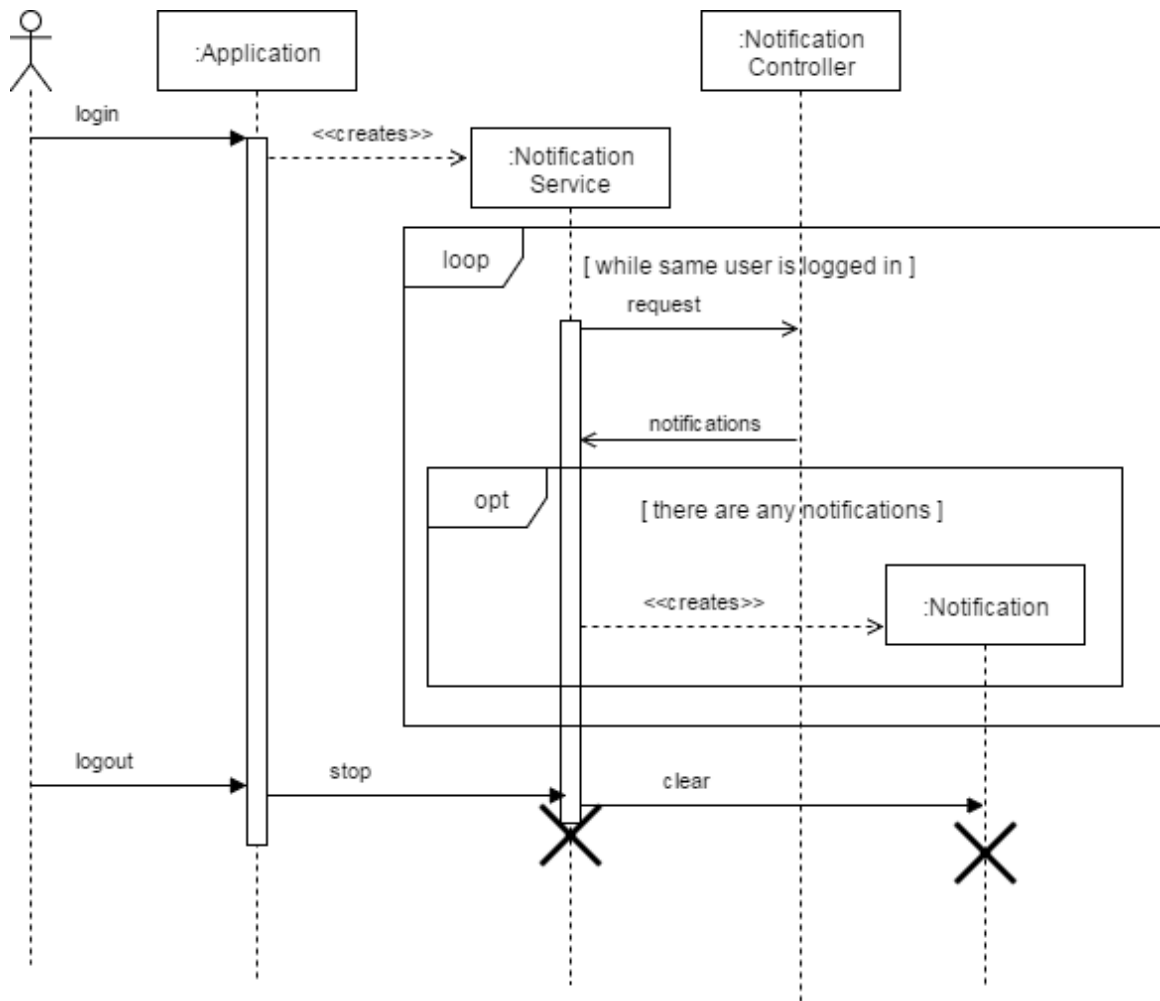 :Application
:Notification
Controller
login
<<creates>>
:Notification
Service
loop
[ while same user is logged in ]
request
notifications
opt
[ there are any notifications ]
<<creates>>
:Notification
logout
stop
clear